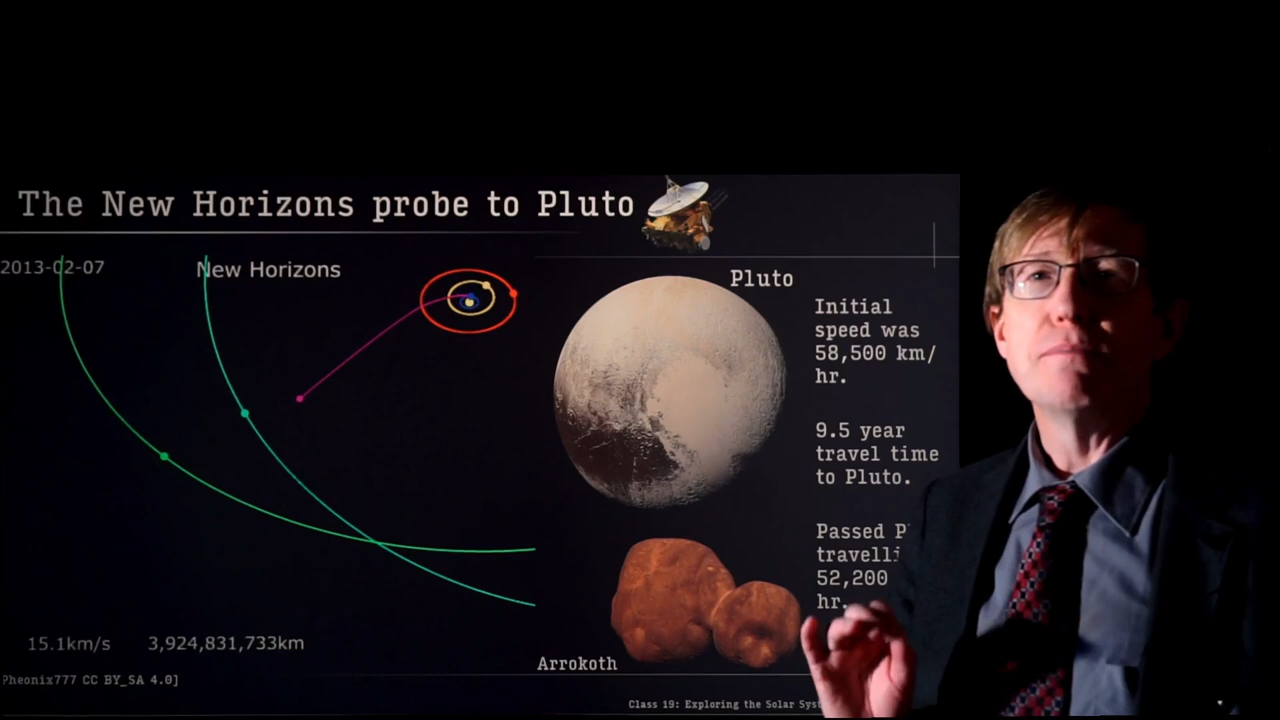 The New Horizons probe to Pluto
2013-02-07
New Horizons
Pluto
Initial
speed was
58,500 km/
hr.
9.5 year
travel time
to Pluto.
Passed
travelli
52,200
hr.
15.1km/s
3,924,831,733km
Arrokoth
Pheonix777 CC BY_SA 4.0]
Class 19: Exploring the Solar